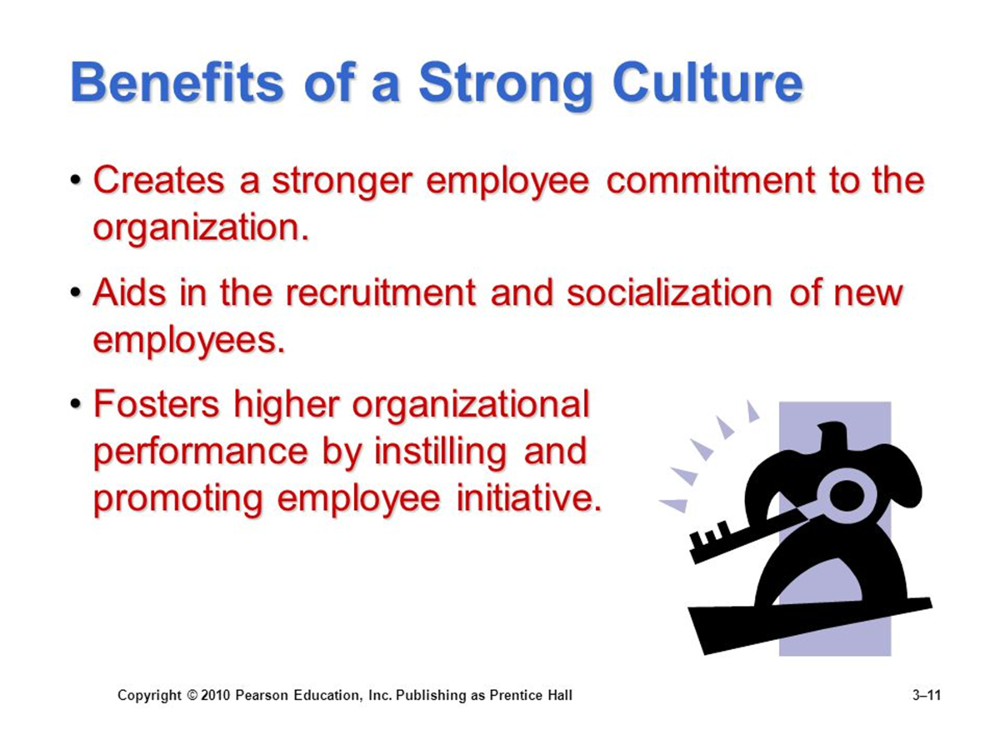 Benefits of a Strong Culture
• Creates a stronger employee commitment to the
organization.
• Aids in the recruitment and socialization of new
employees.
• Fosters higher organizational
performance by instilling and
promoting employee initiative.
Copyright © 2010 Pearson Education, Inc. Publishing as Prentice Hall
3–11